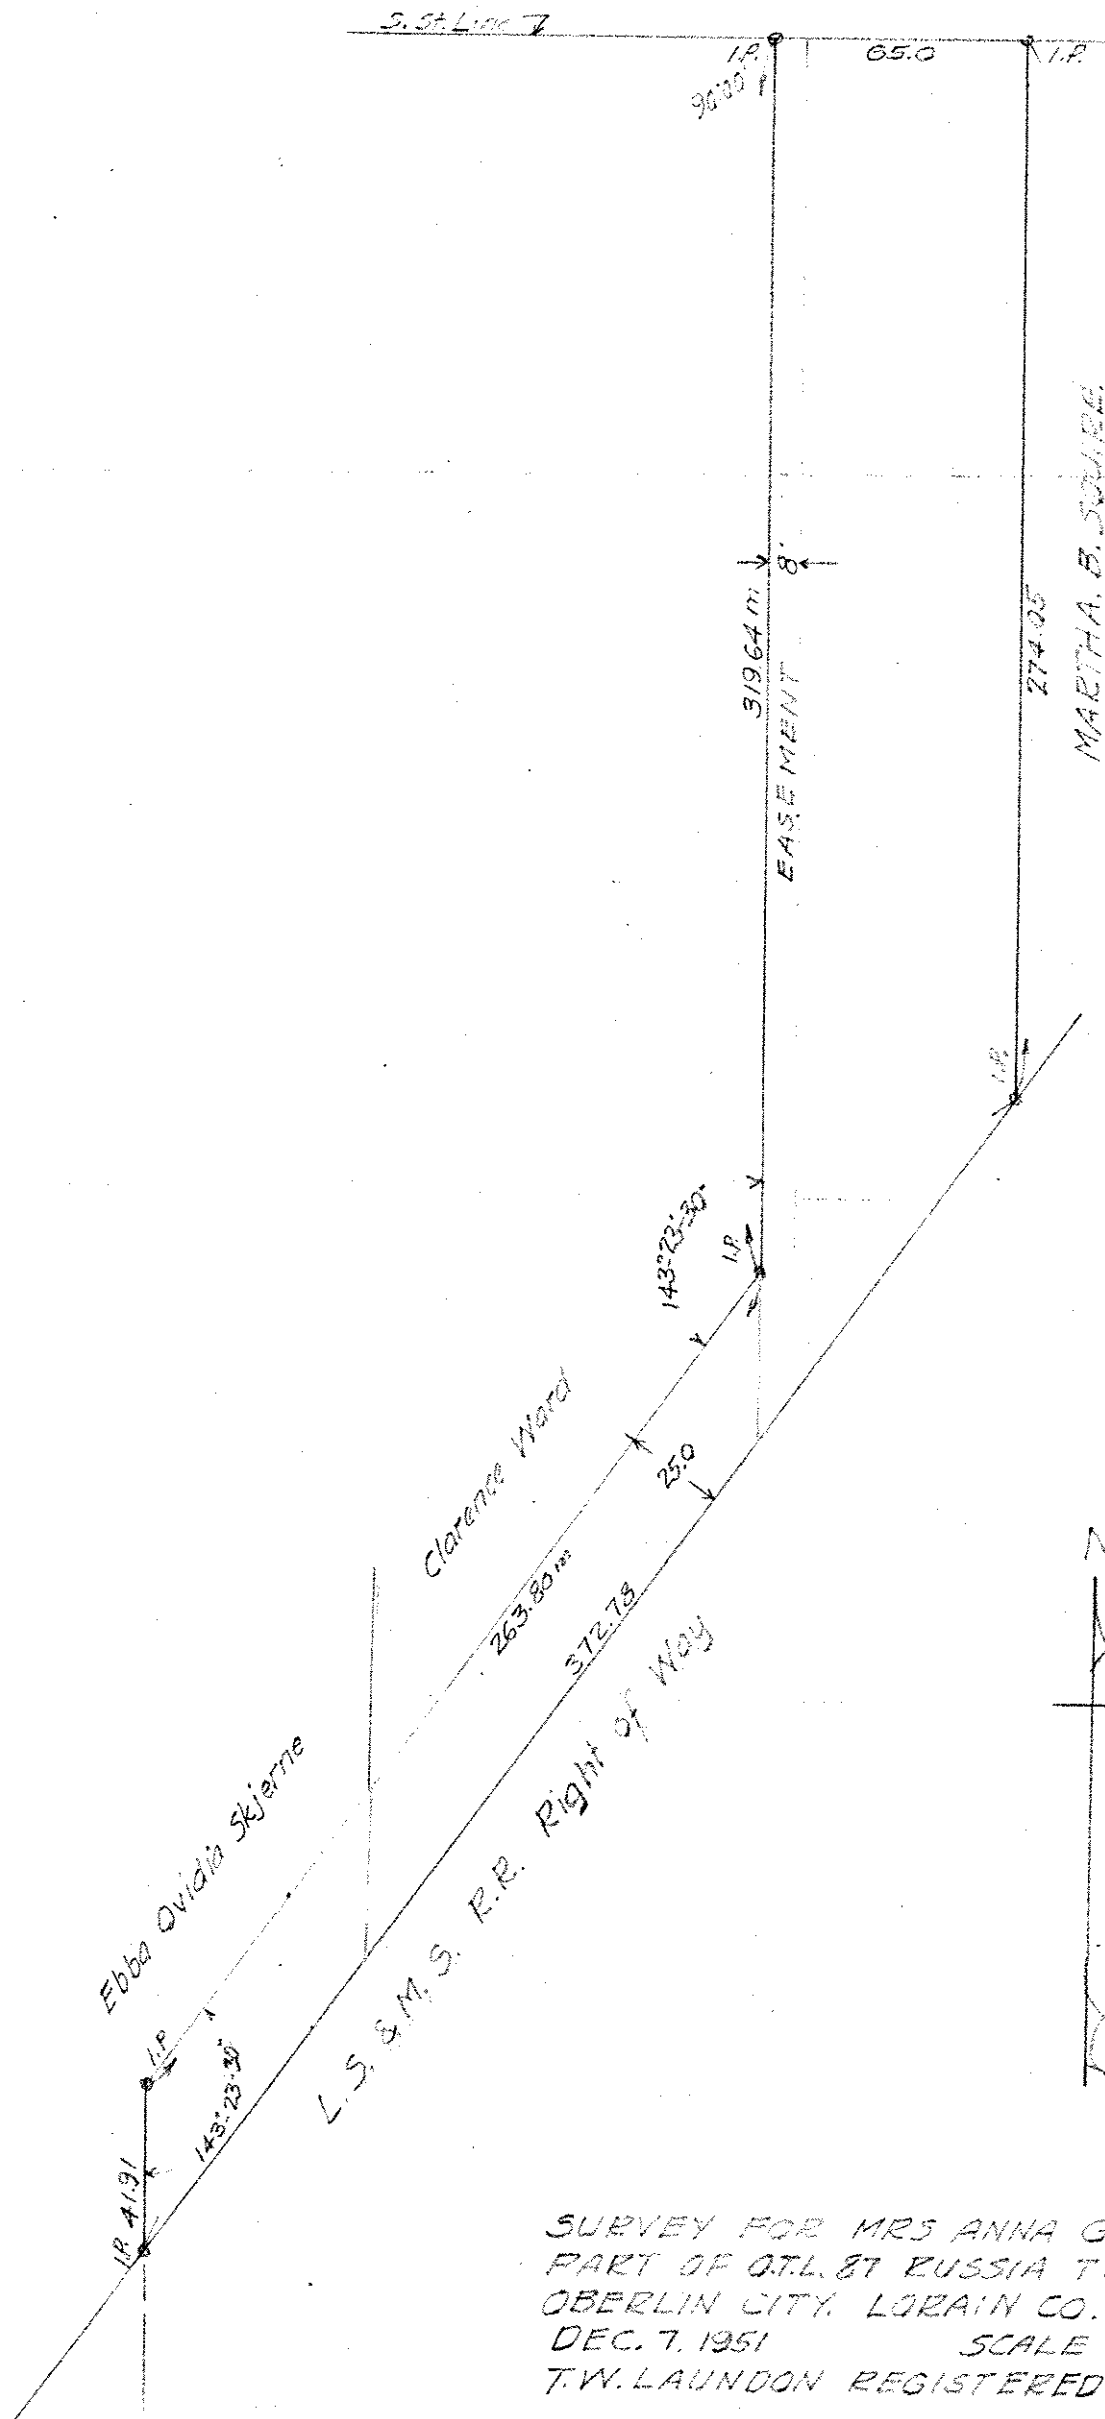 S. St. Line
I.P.
65.0
I.P.
90°00'
8'
319.64 m
EASEMENT
274.05
MARTHA. B. SQUIRE.
I.P.
143°-23'-30"
I.P.
Clarence Ward
25.0
263.80 m
372.78
L. S. & M. S. R.R. Right of Way
Ebba Ovidia Skjerne
I.P.
143°-23'-30"
41.91
I.P.
SURVEY FOR MRS ANNA G
PART OF O.T.L. 87 RUSSIA T.
OBERLIN CITY. LORAIN CO.
DEC. 7. 1951 SCALE
T.W. LAUNDON REGISTERED